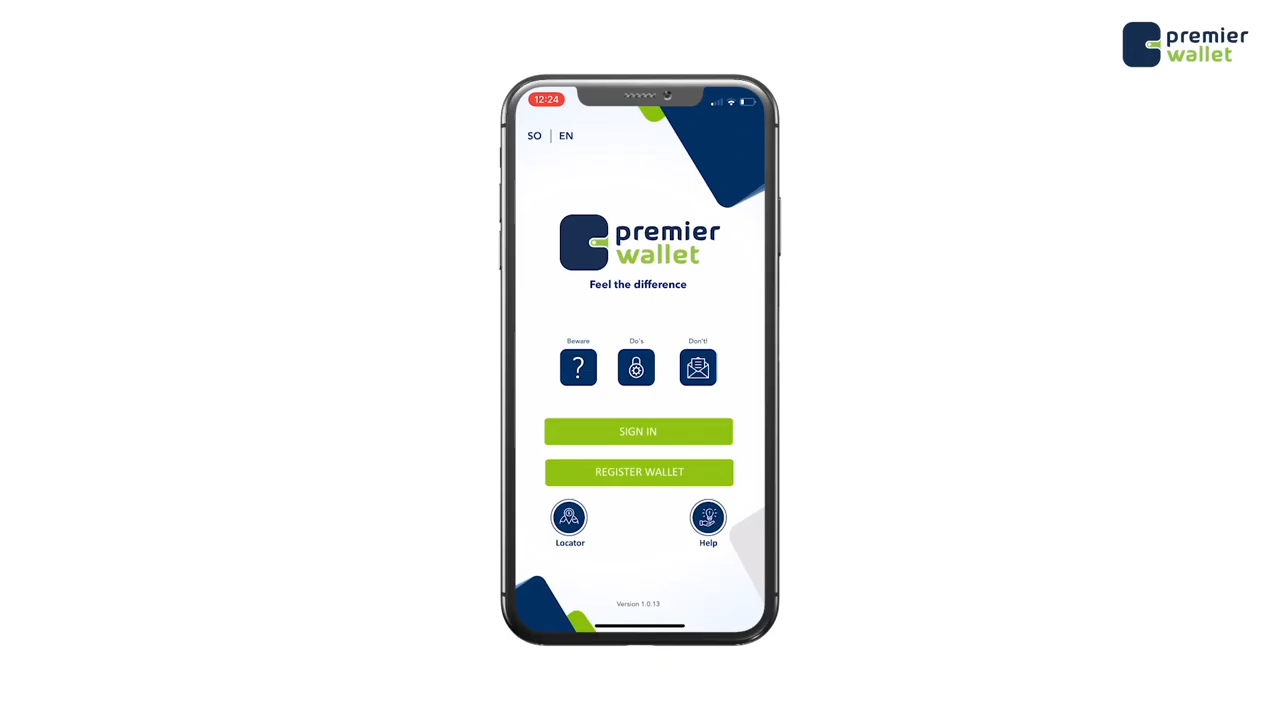 premier
wallet
12:24
SO | EN
premier
wallet
Feel the difference
Beware
Do's
Don't!
SIGN IN
REGISTER WALLET
Locator
Help
Version 1.0.13